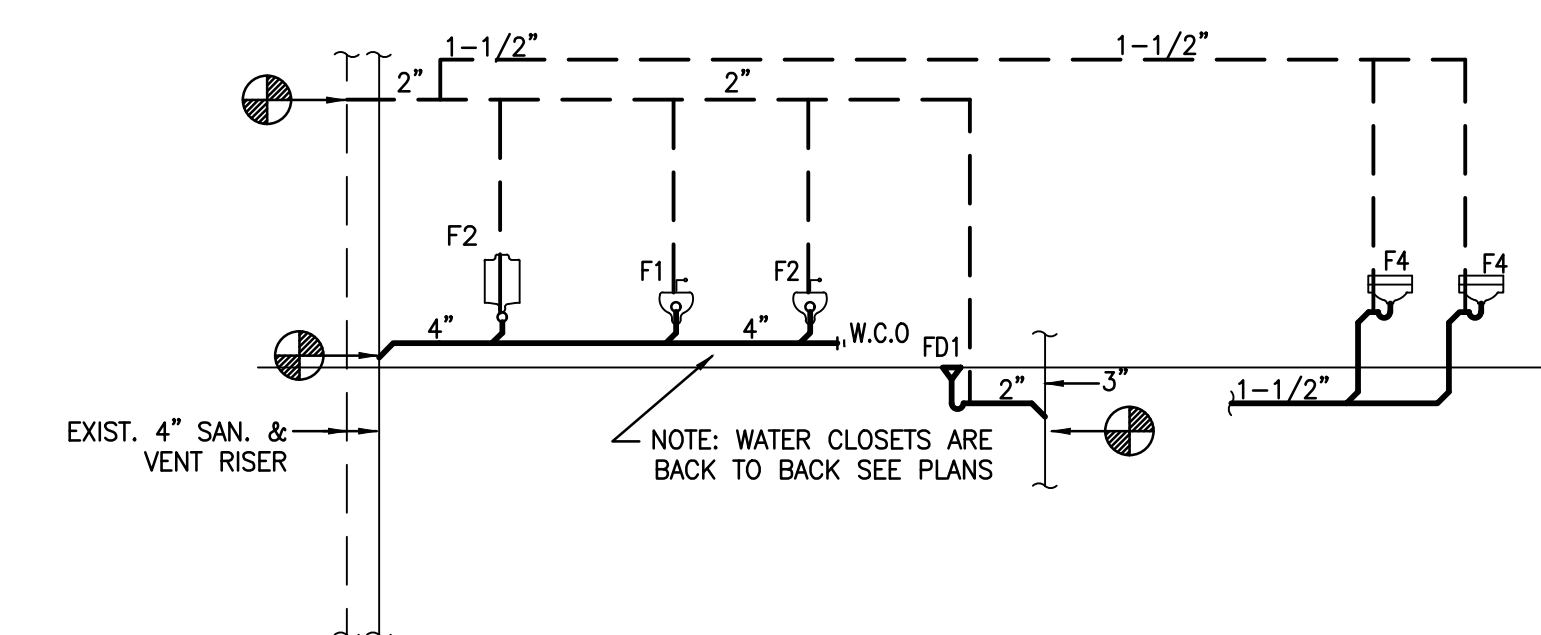 1-1/2"
1-1/2"
2"
2"
F2
F1
F2
F4
F4
4"
4"
W.C.O
FD1
2"
3"
1-1/2"
EXIST. 4" SAN. &
VENT RISER
NOTE: WATER CLOSETS ARE
BACK TO BACK SEE PLANS